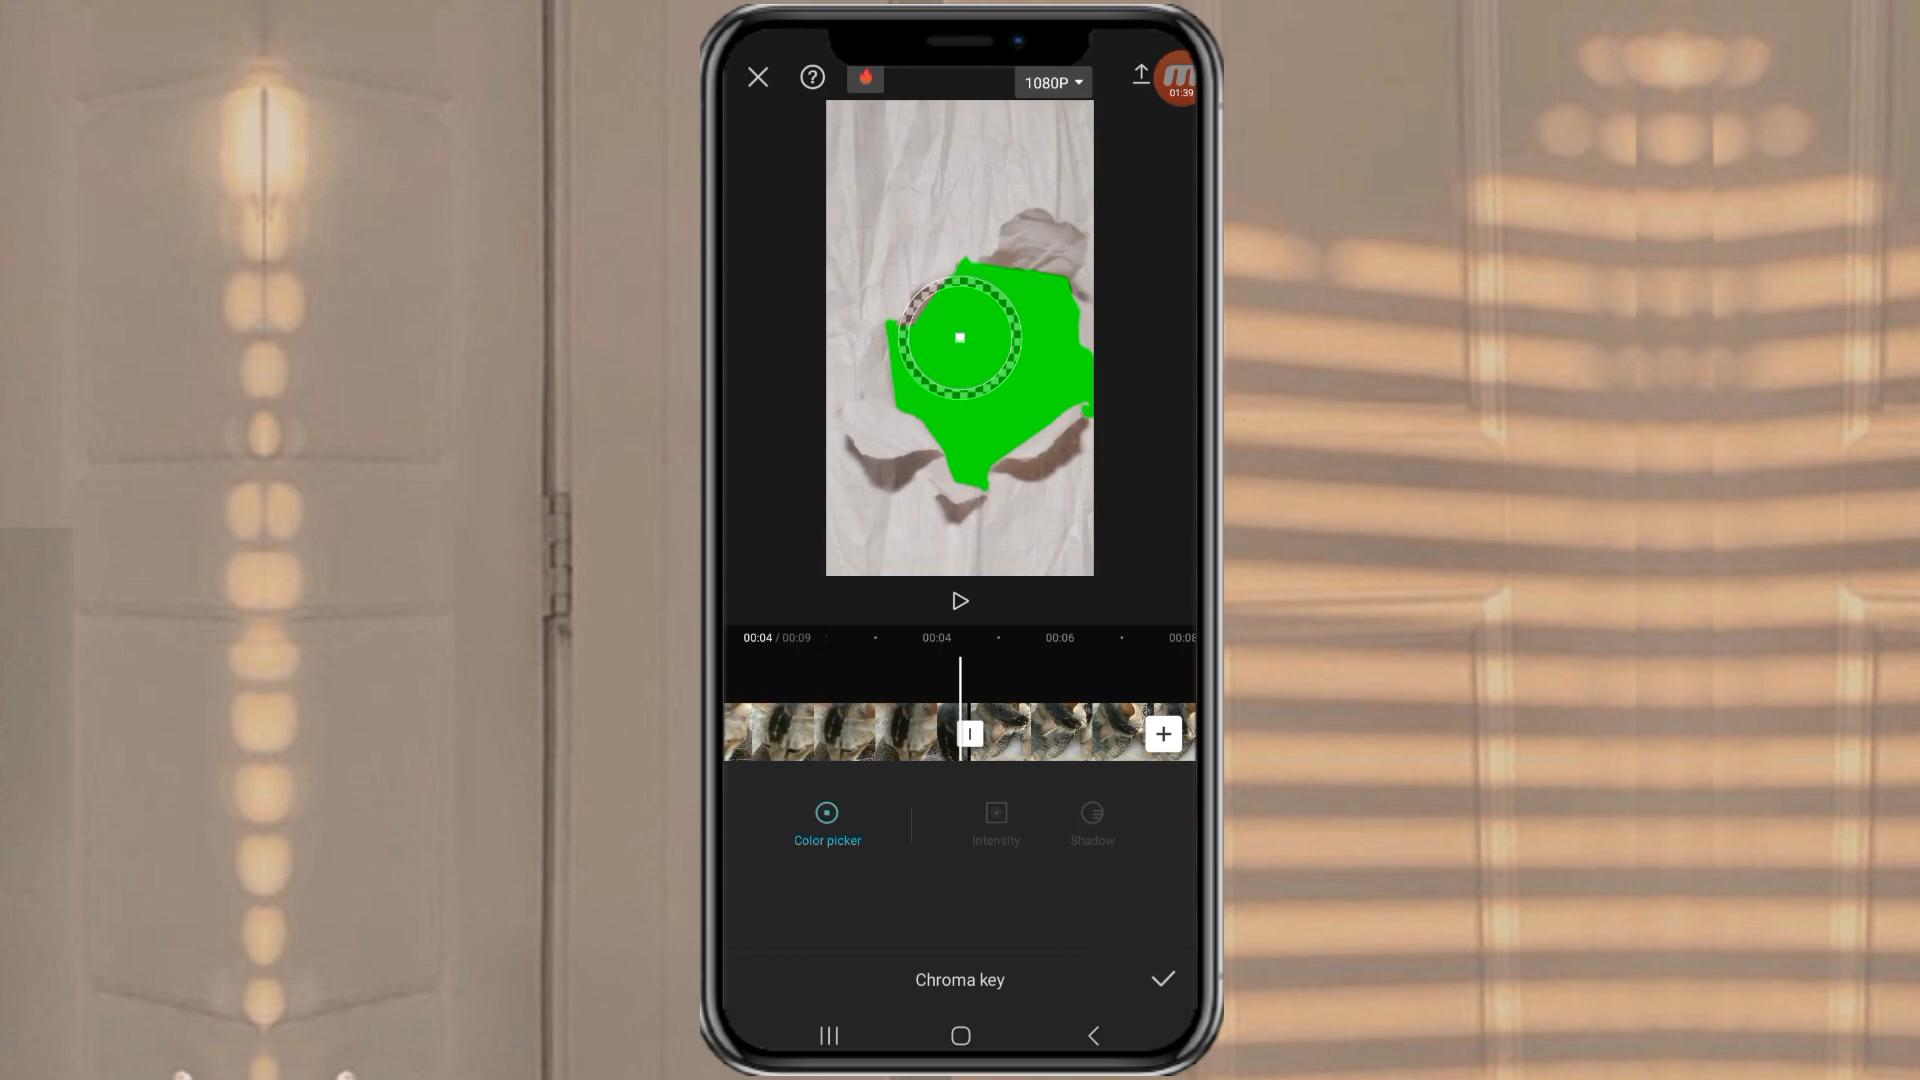 1080P
01:39
00:04 / 00:09
00:04
00:06
00:08
Color picker
Intensity
Shadow
Chroma key